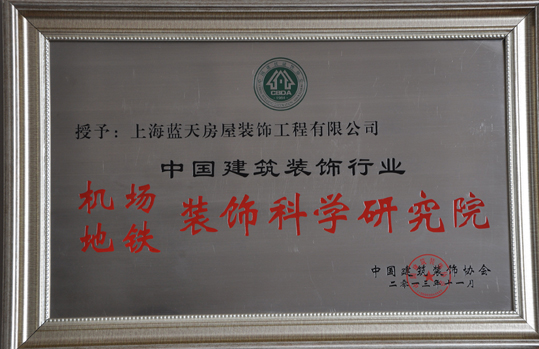 CBDA
授予：上海蓝天房屋装饰工程有限公司
中国建筑装饰行业
机场
地铁 装饰科学研究院
中国建筑装饰协会
二零一三年十一月